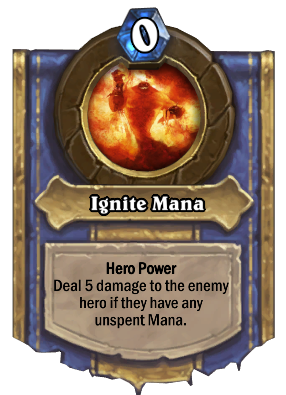 0
Ignite Mana
Hero Power
Deal 5 damage to the enemy
hero if they have any
unspent Mana.